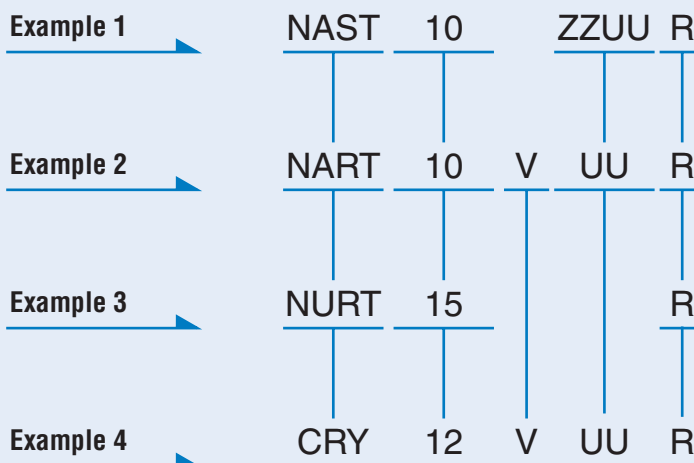 Example 1 NAST 10 ZZUU R
Example 2 NART 10 V UU R
Example 3 NURT 15 R
Example 4 CRY 12 V UU R